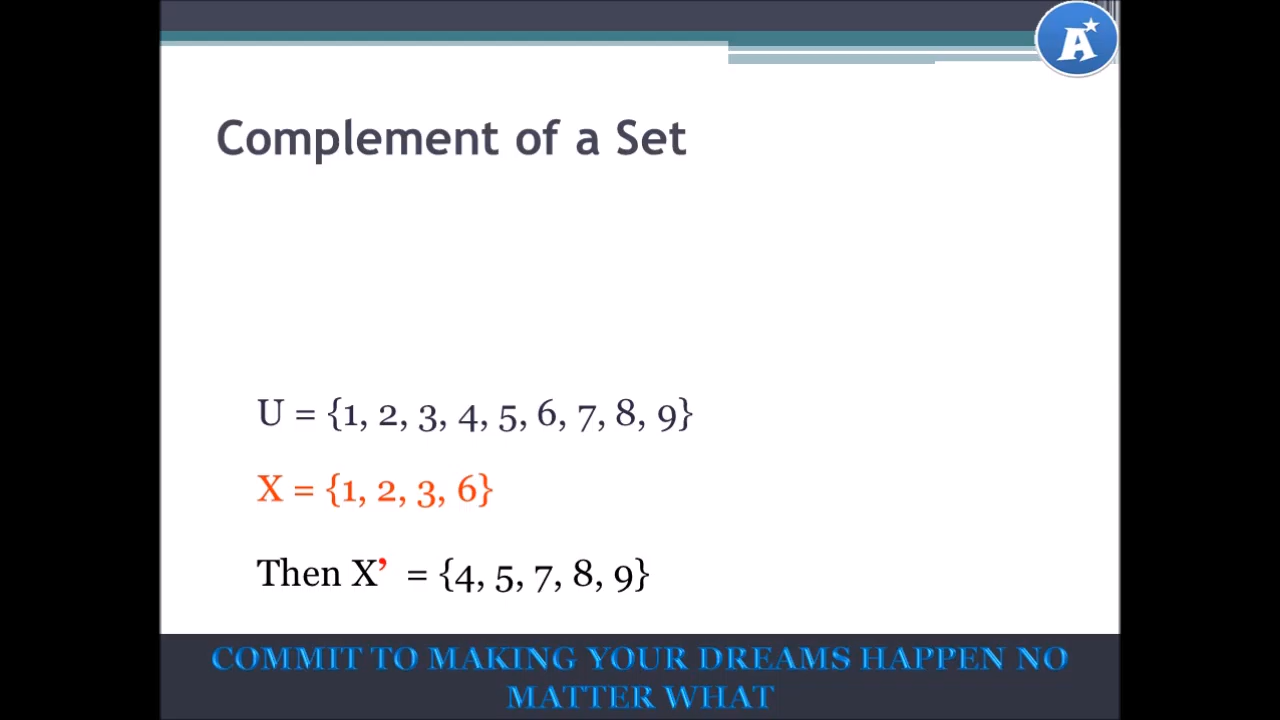 A
Complement of a Set
U = {1, 2, 3, 4, 5, 6, 7, 8, 9}
X = {1, 2, 3, 6}
Then X’ = {4, 5, 7, 8, 9}
COMMIT TO MAKING YOUR DREAMS HAPPEN NO
MATTER WHAT